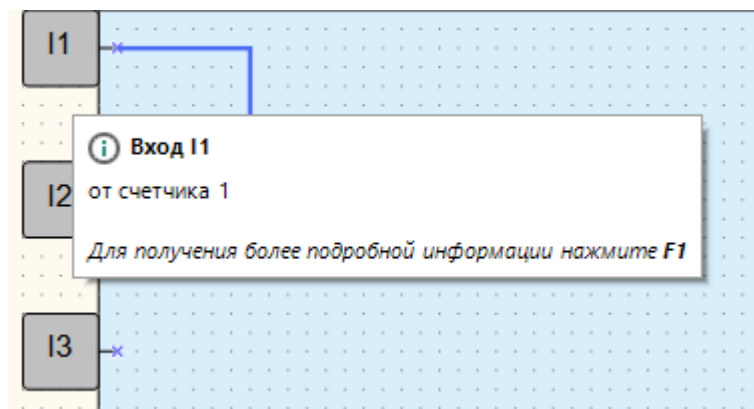 I1
Вход I1
I2
от счетчика 1
Для получения более подробной информации нажмите F1
I3